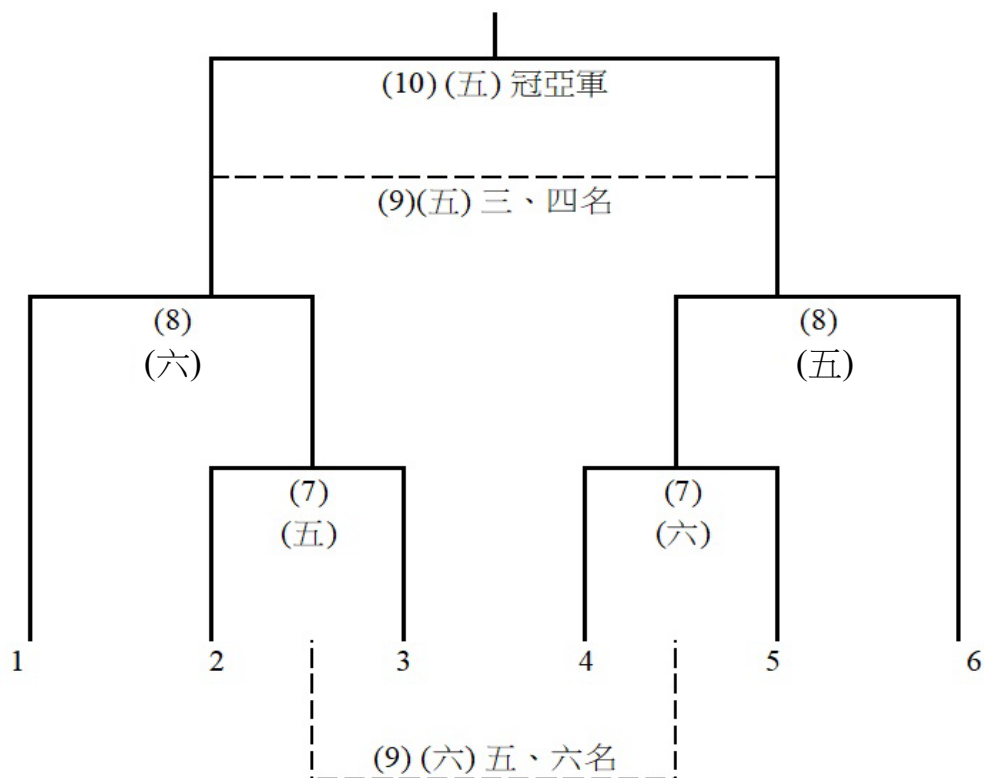 (10) (五) 冠亞軍
(9)(五) 三、四名
(8)
(六)
(8)
(五)
(7)
(五)
(7)
(六)
1
2
3
4
5
6
(9) (六) 五、六名